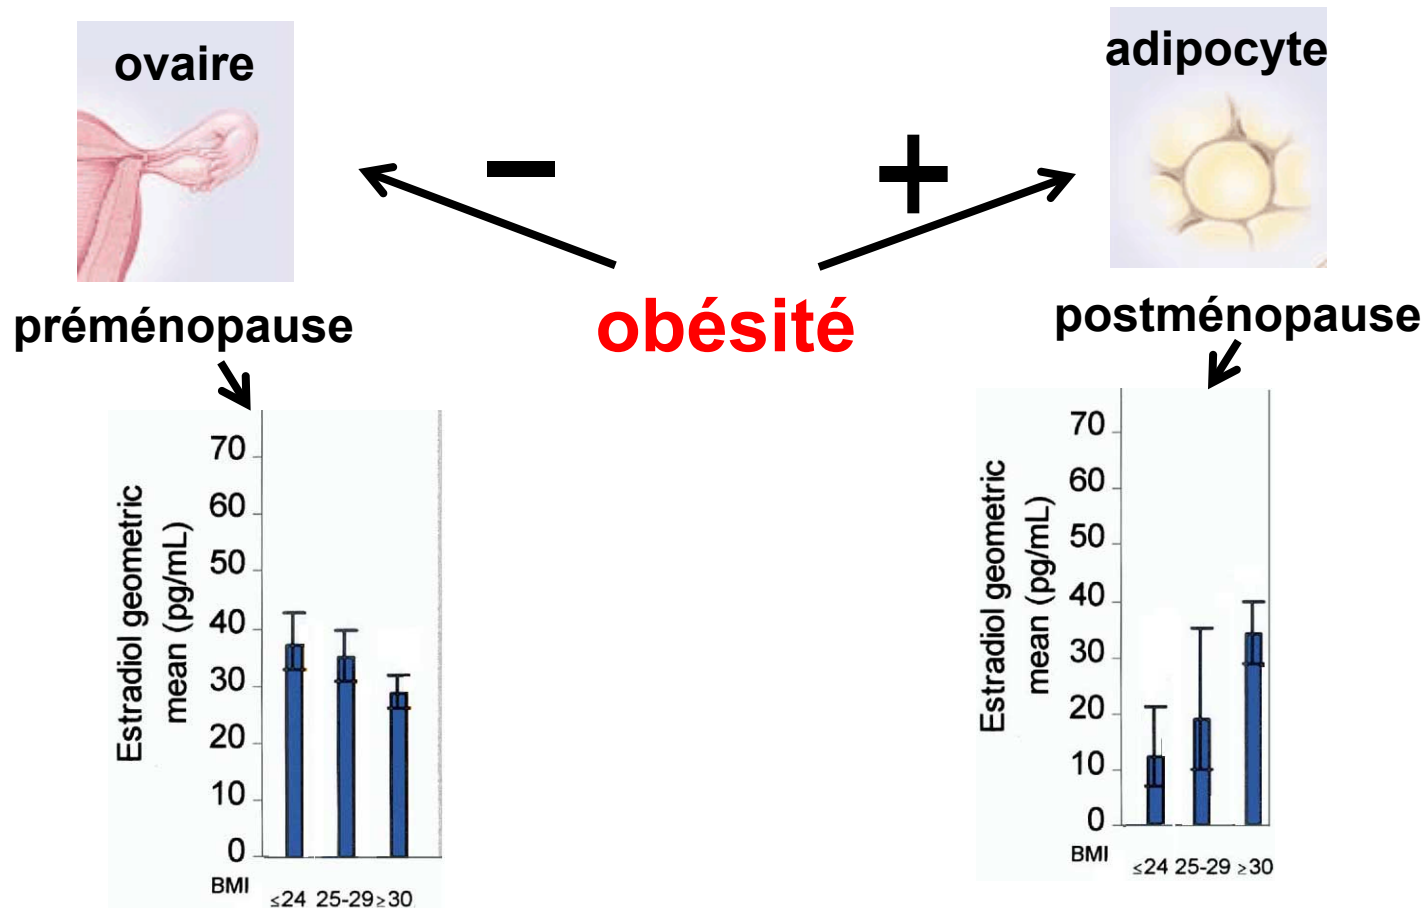 ovaire
adipocyte
−
+
obésité
préménopause
postménopause
Estradiol geometric
mean (pg/mL)
70
60
50
40
30
20
10
0
BMI
≤24 25-29 ≥30
Estradiol geometric
mean (pg/mL)
70
60
50
40
30
20
10
0
BMI
≤24 25-29 ≥30